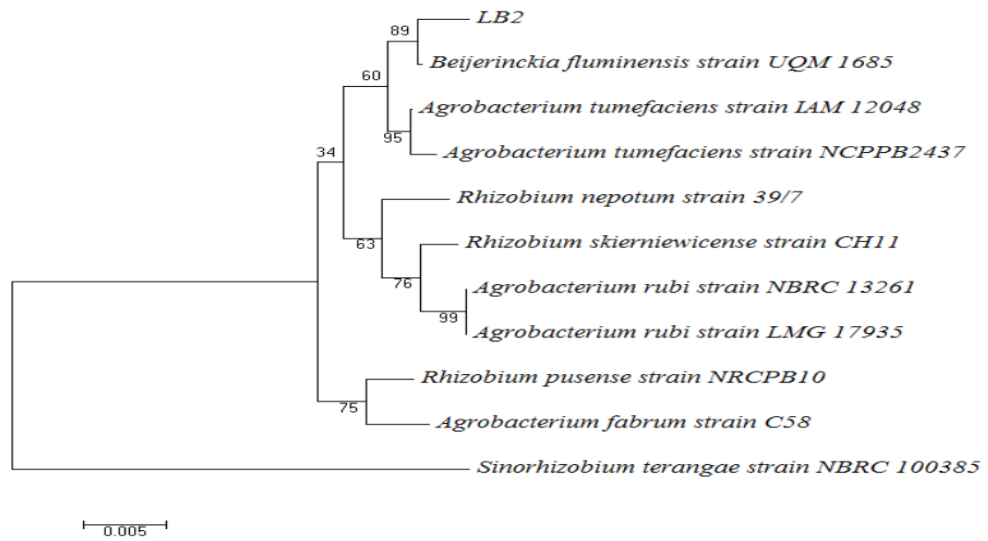 LB2
89
Beijerinckia fluminensis strain UQM 1685
60
Agrobacterium tumefaciens strain IAM 12048
95
Agrobacterium tumefaciens strain NCPPB2437
34
Rhizobium nepotum strain 39/7
63
Rhizobium skierniewicense strain CH11
76
Agrobacterium rubi strain NBRC 13261
99
Agrobacterium rubi strain LMG 17935
Rhizobium pusense strain NRCPB10
75
Agrobacterium fabrum strain C58
Sinorhizobium terangae strain NBRC 100385
0.005